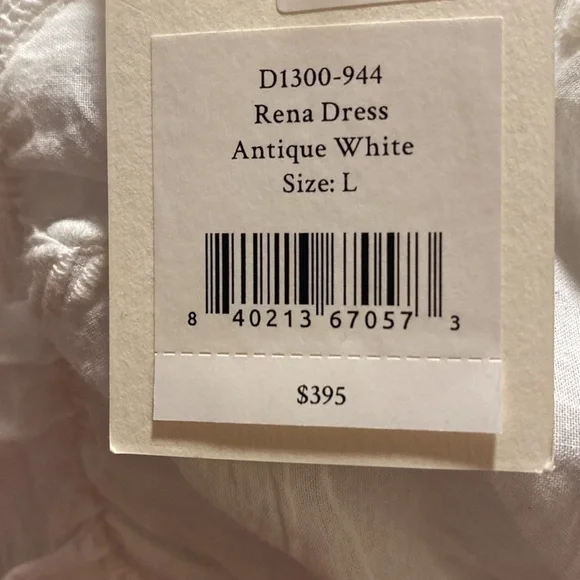 D1300-944
Rena Dress
Antique White
Size: L
8 40213 67057 3
$395